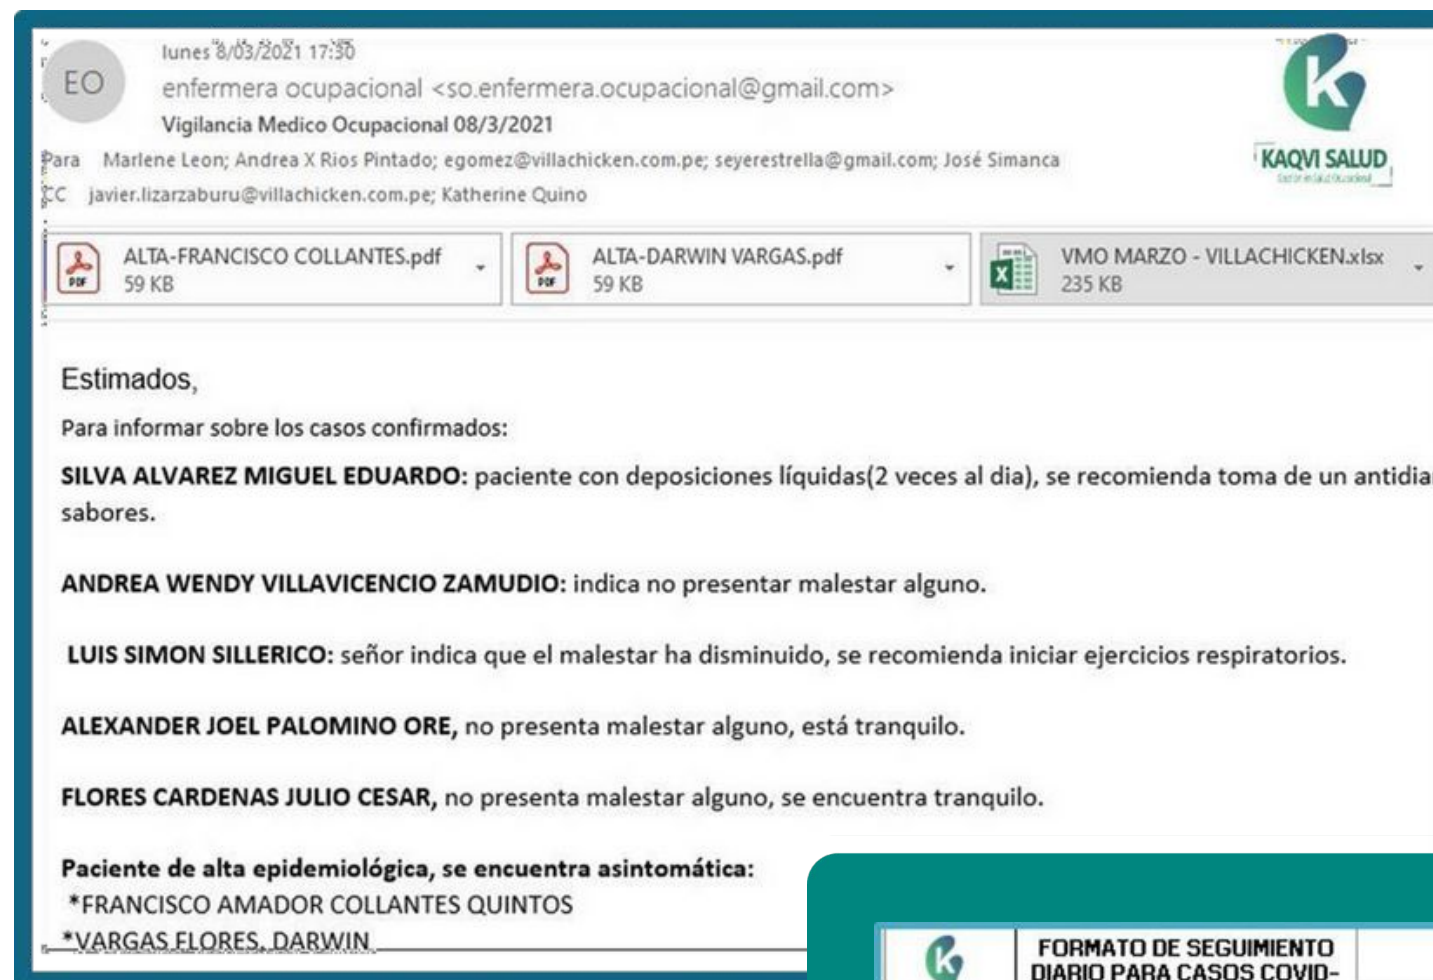 lunes 8/03/2021 17:30
EO
enfermera ocupacional <so.enfermera.ocupacional@gmail.com>
Vigilancia Medico Ocupacional 08/3/2021
Para Marlene Leon; Andrea X Rios Pintado; egomez@villachicken.com.pe; seyerestrella@gmail.com; José Simanca
CC javier.lizarzaburu@villachicken.com.pe; Katherine Quino
KAQVI SALUD
ALTA-FRANCISCO COLLANTES.pdf
59 KB
ALTA-DARWIN VARGAS.pdf
59 KB
VMO MARZO - VILLACHICKEN.xlsx
235 KB
Estimados,
Para informar sobre los casos confirmados:
SILVA ALVAREZ MIGUEL EDUARDO: paciente con deposiciones líquidas(2 veces al dia), se recomienda toma de un antidia
sabores.
ANDREA WENDY VILLAVICENCIO ZAMUDIO: indica no presentar malestar alguno.
LUIS SIMON SILLERICO: señor indica que el malestar ha disminuido, se recomienda iniciar ejercicios respiratorios.
ALEXANDER JOEL PALOMINO ORE, no presenta malestar alguno, está tranquilo.
FLORES CARDENAS JULIO CESAR, no presenta malestar alguno, se encuentra tranquilo.
Paciente de alta epidemiológica, se encuentra asintomática:
*FRANCISCO AMADOR COLLANTES QUINTOS
*VARGAS FLORES, DARWIN
FORMATO DE SEGUIMIENTO
DIARIO PARA CASOS COVID-